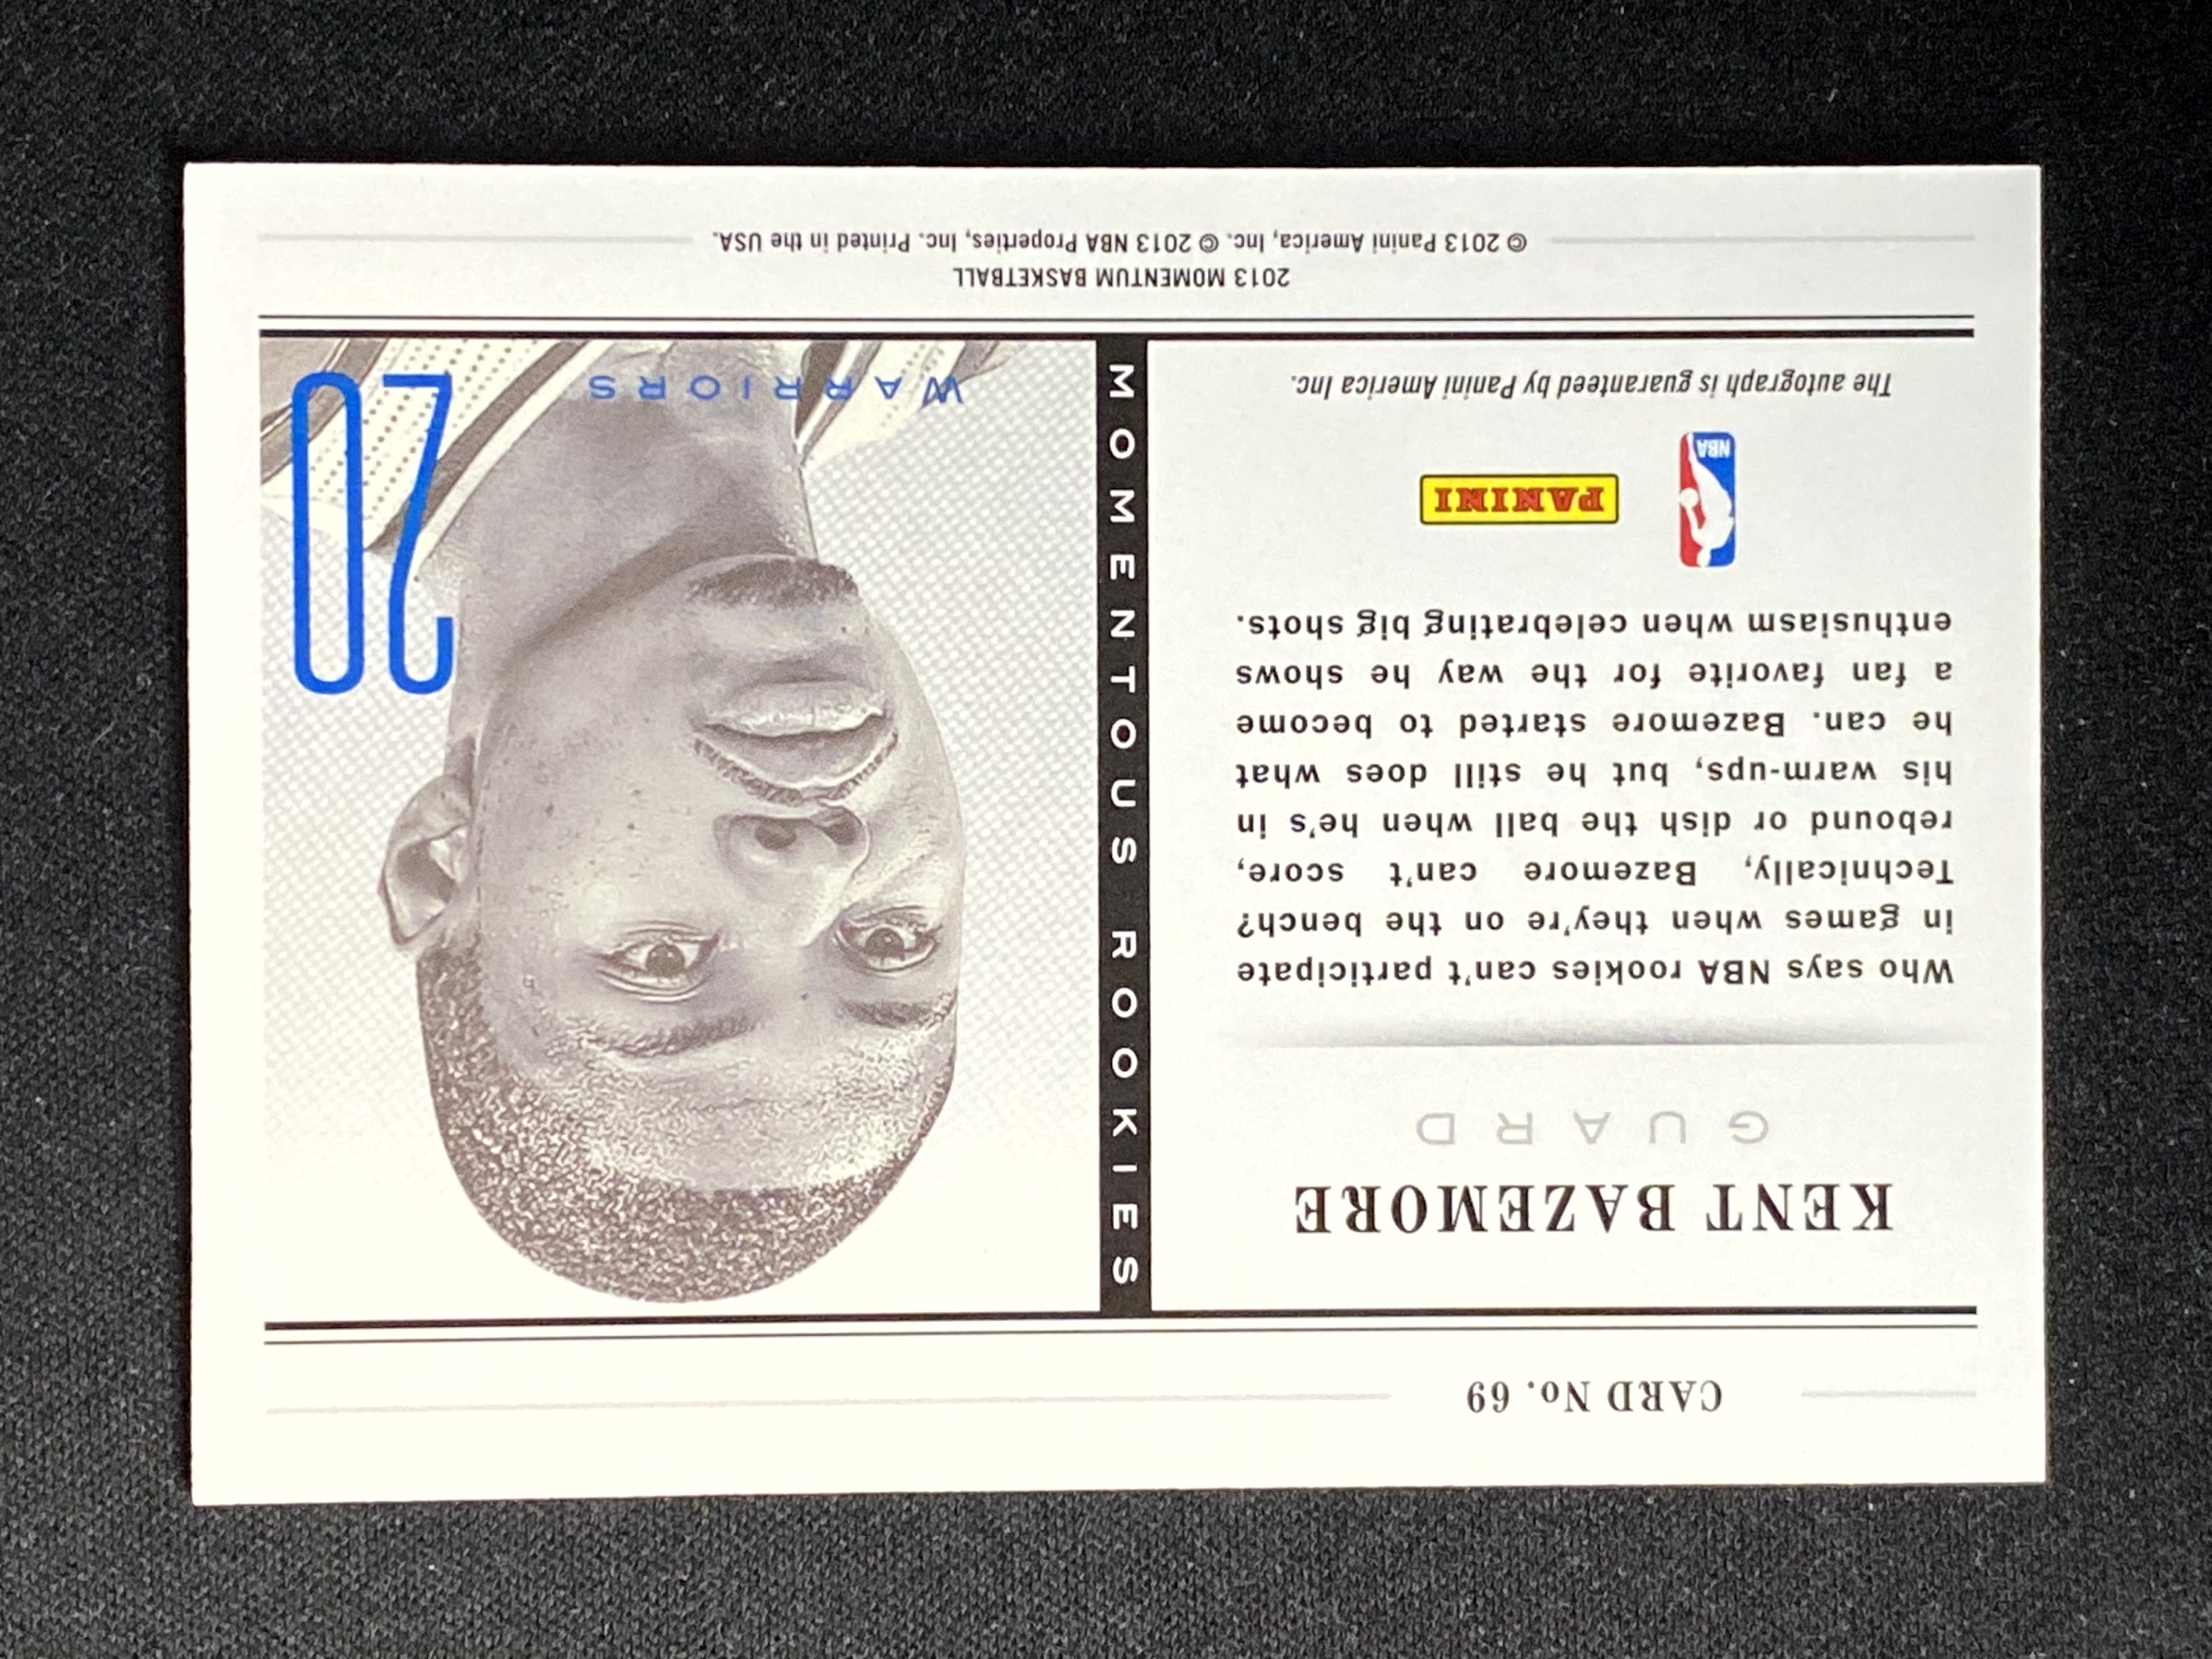 CARD No. 69
KENT BAZEMORE
GUARD
Who says NBA rookies can't participate
in games when they're on the bench?
Technically, Bazemore can't score,
rebound or dish the ball when he's in
his warm-ups, but he still does what
he can. Bazemore started to become
a fan favorite for the way he shows
enthusiasm when celebrating big shots.
NBA
PANINI
The autograph is guaranteed by Panini America Inc.
MOMENTOUS ROOKIES
20
WARRIORS
2013 MOMENTUM BASKETBALL
© 2013 Panini America, Inc. © 2013 NBA Properties, Inc. Printed in the USA.